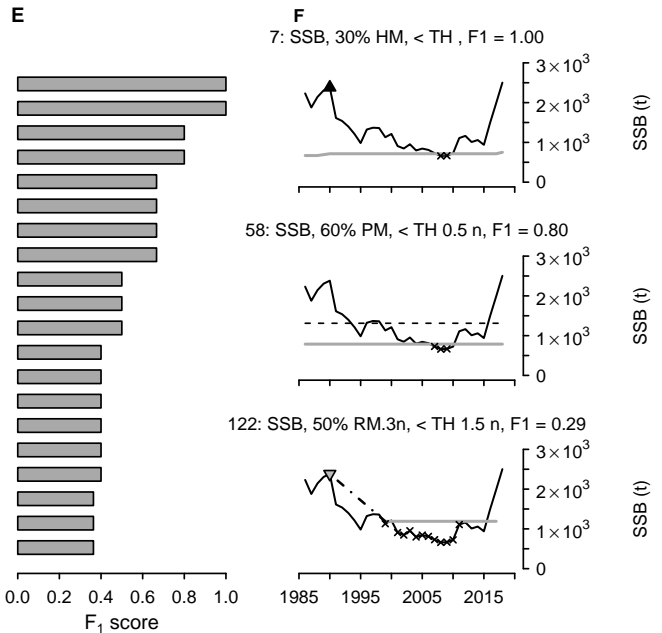 E
F
7: SSB, 30% HM, < TH , F1 = 1.00
3×10³
2×10³
1×10³
0
SSB (t)
58: SSB, 60% PM, < TH 0.5 n, F1 = 0.80
3×10³
2×10³
1×10³
0
SSB (t)
122: SSB, 50% RM.3n, < TH 1.5 n, F1 = 0.29
3×10³
2×10³
1×10³
0
SSB (t)
0.0 0.2 0.4 0.6 0.8 1.0
F₁ score
1985 1995 2005 2015